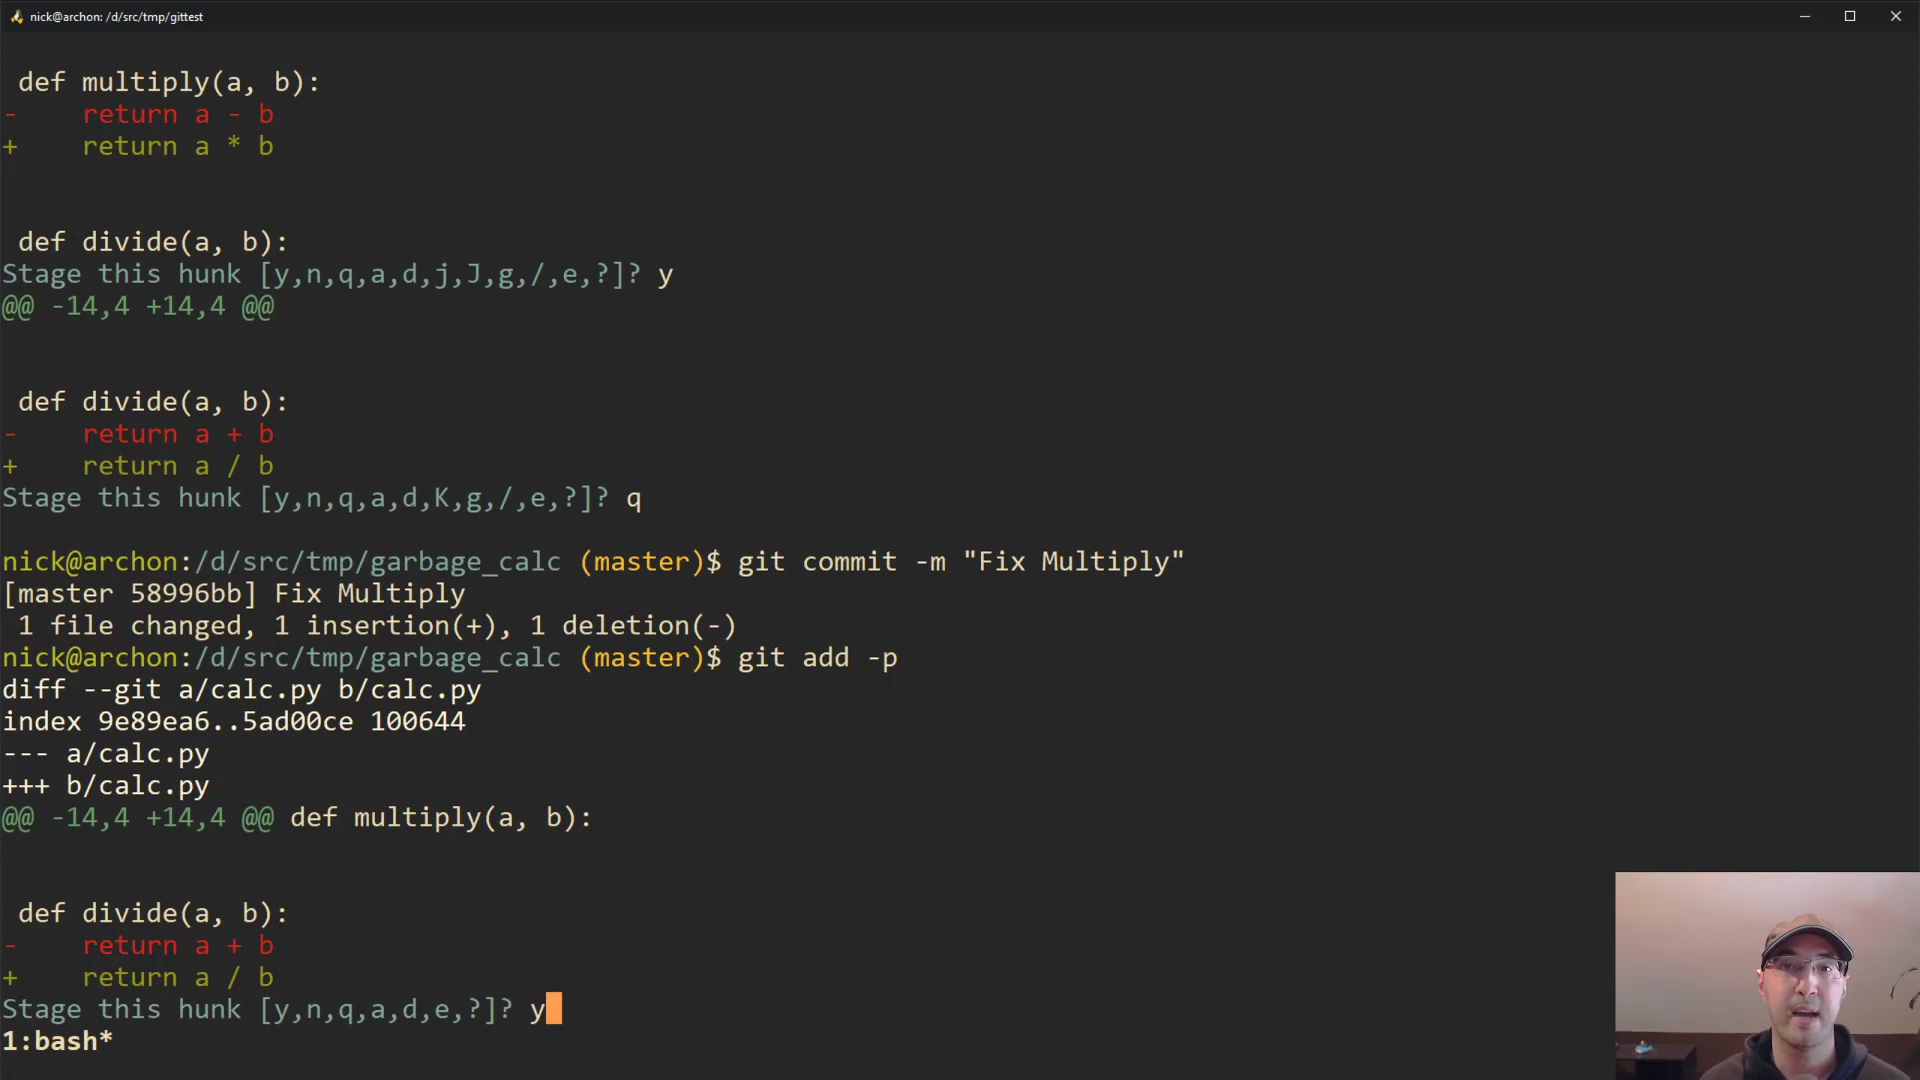 nick@archon: /d/src/tmp/gittest
def multiply(a, b):
-    return a - b
+    return a * b
def divide(a, b):
Stage this hunk [y,n,q,a,d,j,J,g,/,e,?]? y
@@ -14,4 +14,4 @@
def divide(a, b):
-    return a + b
+    return a / b
Stage this hunk [y,n,q,a,d,K,g,/,e,?]? q
nick@archon:/d/src/tmp/garbage_calc (master)$ git commit -m "Fix Multiply"
[master 58996bb] Fix Multiply
1 file changed, 1 insertion(+), 1 deletion(-)
nick@archon:/d/src/tmp/garbage_calc (master)$ git add -p
diff --git a/calc.py b/calc.py
index 9e89ea6..5ad00ce 100644
--- a/calc.py
+++ b/calc.py
@@ -14,4 +14,4 @@ def multiply(a, b):
def divide(a, b):
-    return a + b
+    return a / b
Stage this hunk [y,n,q,a,d,e,?]? y
1:bash*